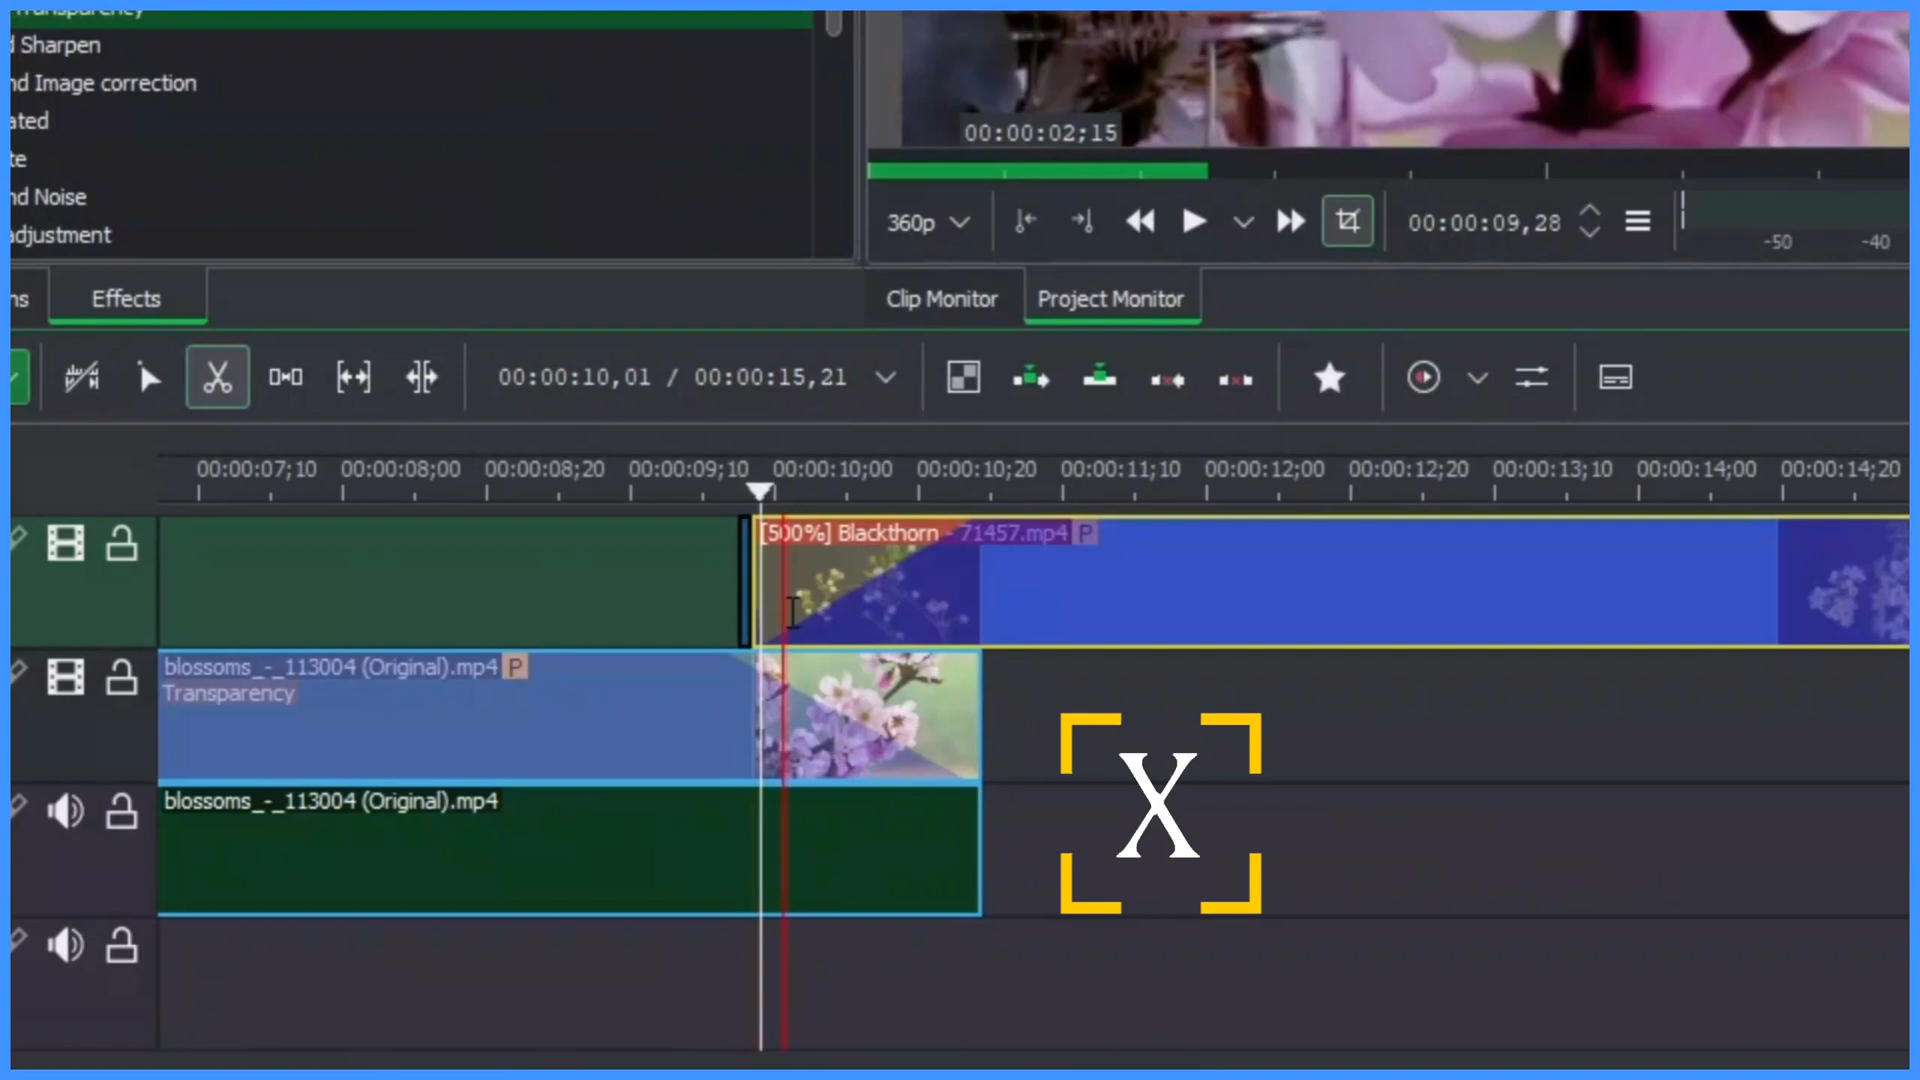 Transparency
d Sharpen
nd Image correction
ated
te
nd Noise
adjustment
00:00:02;15
360p
00:00:09,28
-50
-40
ns
Effects
Clip Monitor
Project Monitor
00:00:10,01 / 00:00:15,21
00:00:07;10
00:00:08;00
00:00:08;20
00:00:09;10
00:00:10;00
00:00:10;20
00:00:11;10
00:00:12;00
00:00:12;20
00:00:13;10
00:00:14;00
00:00:14;20
[500%] Blackthorn - 71457.mp4 P
blossoms_-_113004 (Original).mp4 P
Transparency
blossoms_-_113004 (Original).mp4
X